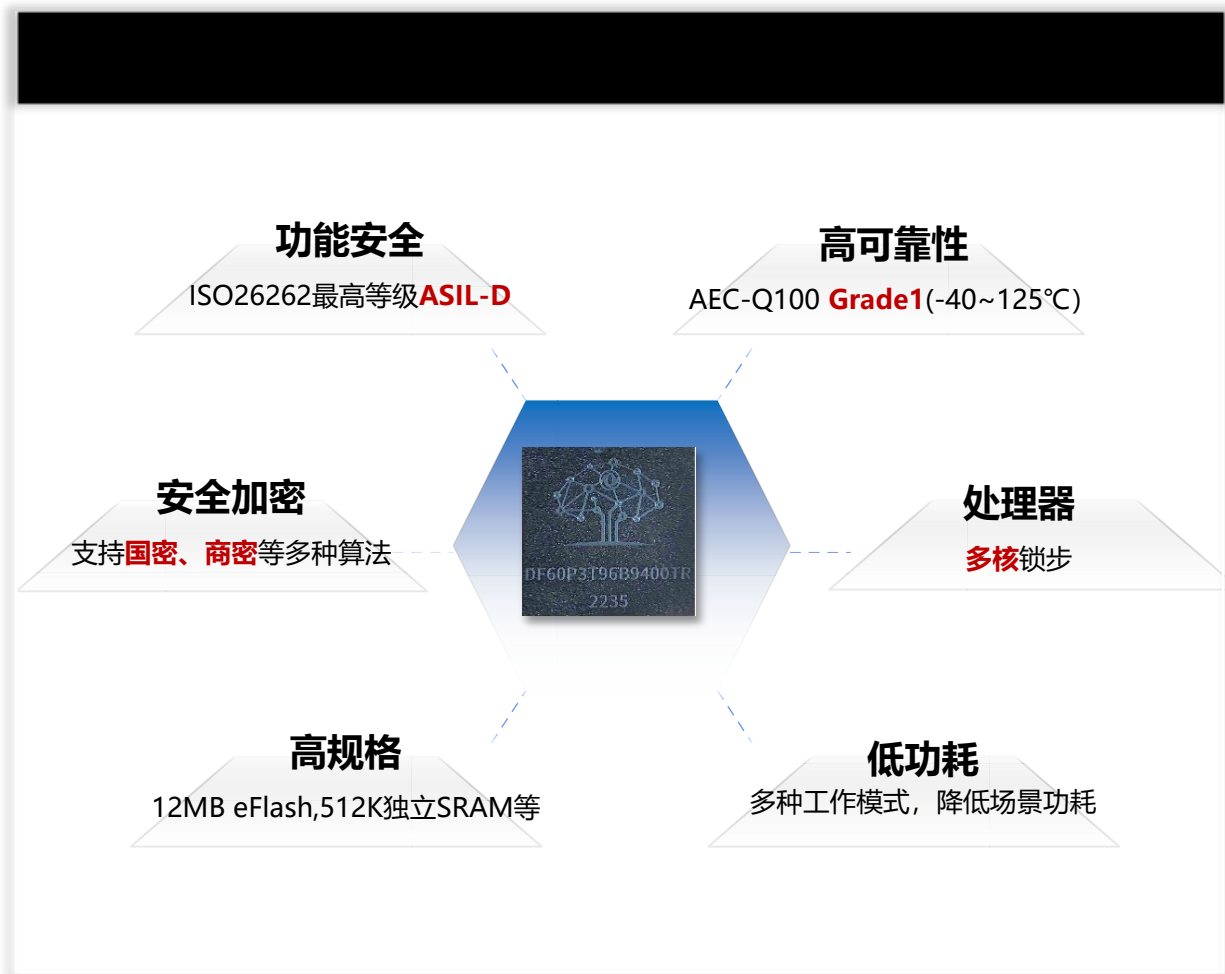 功能安全
ISO26262最高等级ASIL-D
高可靠性
AEC-Q100 Grade1(-40~125℃)
安全加密
支持国密、商密等多种算法
DF60P3T96B9400TR
2235
处理器
多核锁步
高规格
12MB eFlash,512K独立SRAM等
低功耗
多种工作模式，降低场景功耗